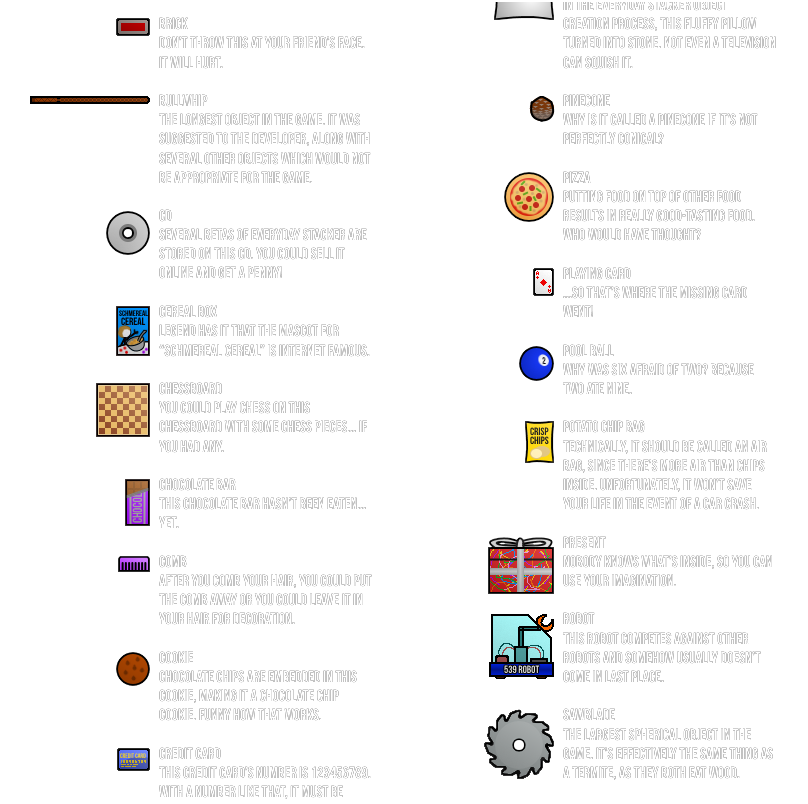 BRICK
DON'T THROW THIS AT YOUR FRIEND'S FACE.
IT WILL HURT.
BULLWHIP
THE LONGEST OBJECT IN THE GAME. IT WAS
SUGGESTED TO THE DEVELOPER, ALONG WITH
SEVERAL OTHER OBJECTS WHICH WOULD NOT
BE APPROPRIATE FOR THE GAME.
CD
SEVERAL BETAS OF EVERYDAY STACKER ARE
STORED ON THIS CD. YOU COULD SELL IT
ONLINE AND GET A PENNY!
SCHMEREAL
CEREAL
CEREAL BOX
LEGEND HAS IT THAT THE MASCOT FOR
"SCHMEREAL CEREAL" IS INTERNET FAMOUS.
CHESSBOARD
YOU COULD PLAY CHESS ON THIS
CHESSBOARD WITH SOME CHESS PIECES... IF
YOU HAD ANY.
CHOCOL
CHOCOLATE BAR
THIS CHOCOLATE BAR HASN'T BEEN EATEN...
YET.
COMB
AFTER YOU COMB YOUR HAIR, YOU COULD PUT
THE COMB AWAY OR YOU COULD LEAVE IT IN
YOUR HAIR FOR DECORATION.
COOKIE
CHOCOLATE CHIPS ARE EMBEDDED IN THIS
COOKIE, MAKING IT A CHOCOLATE CHIP
COOKIE. FUNNY HOW THAT WORKS.
CREDIT CARD
CREDIT CARD
THIS CREDIT CARD'S NUMBER IS 123456789.
WITH A NUMBER LIKE THAT, IT MUST BE
IN THE EVERYDAY STACKER OBJECT
CREATION PROCESS, THIS FLUFFY PILLOW
TURNED INTO STONE. NOT EVEN A TELEVISION
CAN SQUISH IT.
PINECONE
WHY IS IT CALLED A PINECONE IF IT'S NOT
PERFECTLY CONICAL?
PIZZA
PUTTING FOOD ON TOP OF OTHER FOOD
RESULTS IN REALLY GOOD-TASTING FOOD.
WHO WOULD HAVE THOUGHT?
PLAYING CARD
...SO THAT'S WHERE THE MISSING CARD
WENT!
2
POOL BALL
WHY WAS SIX AFRAID OF TWO? BECAUSE
TWO ATE NINE.
CRISP
CHIPS
POTATO CHIP BAG
TECHNICALLY, IT SHOULD BE CALLED AN AIR
BAG, SINCE THERE'S MORE AIR THAN CHIPS
INSIDE. UNFORTUNATELY, IT WON'T SAVE
YOUR LIFE IN THE EVENT OF A CAR CRASH.
PRESENT
NOBODY KNOWS WHAT'S INSIDE, SO YOU CAN
USE YOUR IMAGINATION.
539 ROBOT
ROBOT
THIS ROBOT COMPETES AGAINST OTHER
ROBOTS AND SOMEHOW USUALLY DOESN'T
COME IN LAST PLACE.
SAWBLADE
THE LARGEST SPHERICAL OBJECT IN THE
GAME. IT'S EFFECTIVELY THE SAME THING AS
A TERMITE, AS THEY BOTH EAT WOOD.